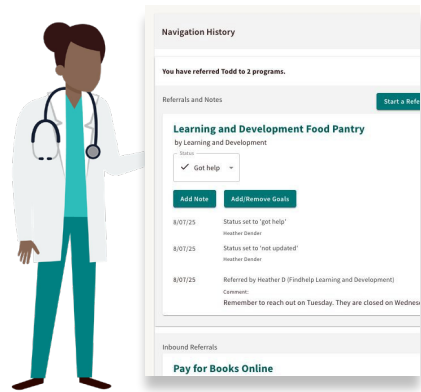 Navigation History
You have referred Todd to 2 programs.
Referrals and Notes
Start a Refe
Learning and Development Food Pantry
by Learning and Development
Status
Got help
Add Note
Add/Remove Goals
8/07/25
Status set to 'got help'
Heather Dender
8/07/25
Status set to 'not updated'
Heather Dender
8/07/25
Referred by Heather D (Findhelp Learning and Development)
Comment:
Remember to reach out on Tuesday. They are closed on Wednes
Inbound Referrals
Pay for Books Online